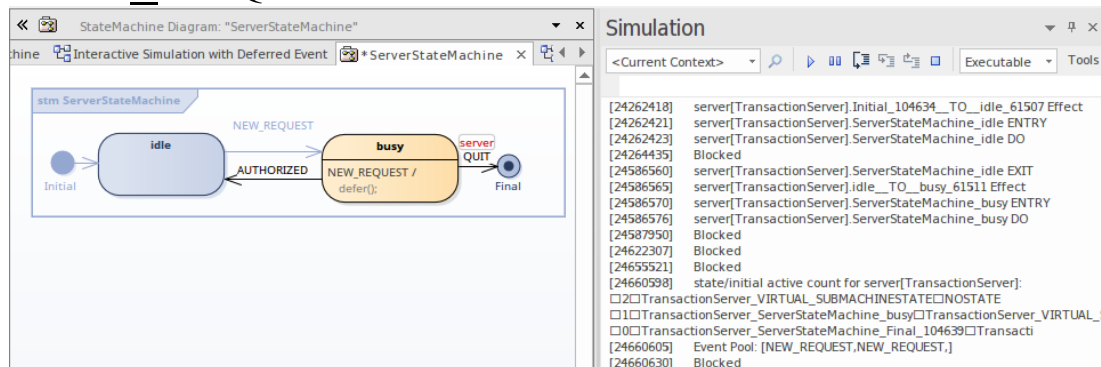 StateMachine Diagram: "ServerStateMachine"
:hine Interactive Simulation with Deferred Event *ServerStateMachine
stm ServerStateMachine
NEW_REQUEST
idle
busy
server
QUIT
AUTHORIZED
NEW_REQUEST /
defer();
Initial
Final
Simulation
<Current Context> Executable Tools
[24262418] server[TransactionServer].Initial_104634__TO__idle_61507 Effect
[24262421] server[TransactionServer].ServerStateMachine_idle ENTRY
[24262423] server[TransactionServer].ServerStateMachine_idle DO
[24264435] Blocked
[24586560] server[TransactionServer].ServerStateMachine_idle EXIT
[24586565] server[TransactionServer].idle__TO__busy_61511 Effect
[24586570] server[TransactionServer].ServerStateMachine_busy ENTRY
[24586576] server[TransactionServer].ServerStateMachine_busy DO
[24587950] Blocked
[24622307] Blocked
[24655521] Blocked
[24660598] state/initial active count for server[TransactionServer]:
□2□TransactionServer_VIRTUAL_SUBMACHINESTATE□NOSTATE
□1□TransactionServer_ServerStateMachine_busy□TransactionServer_VIRTUAL_
□0□TransactionServer_ServerStateMachine_Final_104639□Transacti
[24660605] Event Pool: [NEW_REQUEST,NEW_REQUEST,]
[24660630] Blocked